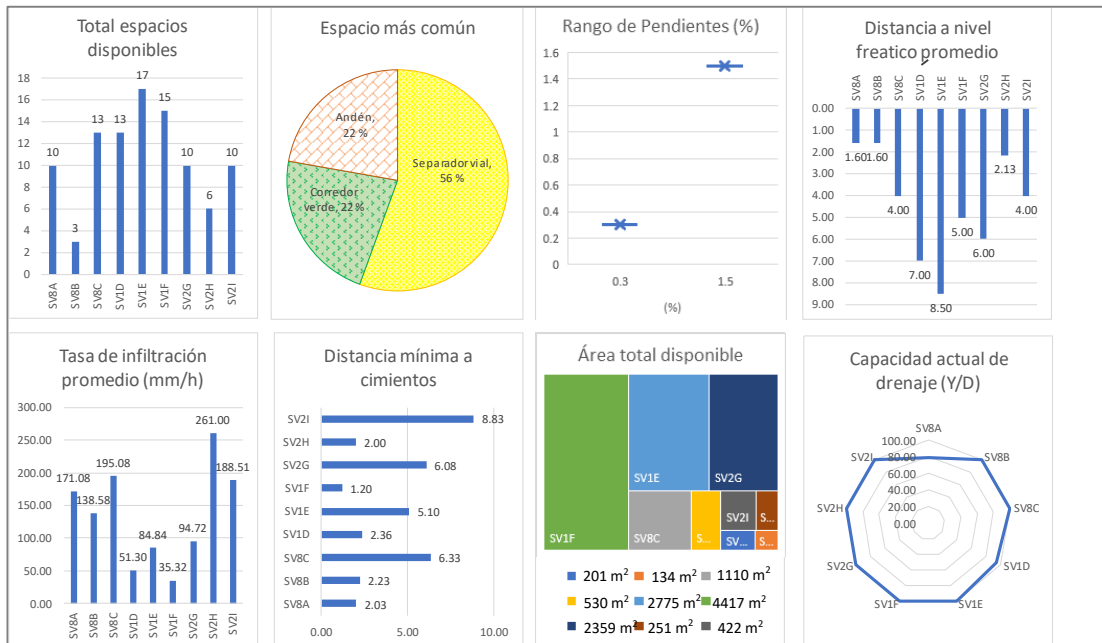 Total espacios
disponibles
18
16
14
12
10
8
6
4
2
0
10
3
13
13
17
15
10
6
10
SV8A
SV8B
SV8C
SV1D
SV1E
SV1F
SV2G
SV2H
SV2I
Espacio más común
Andén,
22 %
Separador vial,
56 %
Corredor
verde, 22 %
Rango de Pendientes (%)
1.6
1.4
1.2
1
0.8
0.6
0.4
0.2
0
0.3
1.5
(%)
Distancia a nivel
freatico promedio
SV8A
SV8B
SV8C
SV1D
SV1E
SV1F
SV2G
SV2H
SV2I
0.00
1.00
2.00
3.00
4.00
5.00
6.00
7.00
8.00
9.00
1.60
1.60
4.00
7.00
8.50
5.00
6.00
2.13
4.00
Tasa de infiltración
promedio (mm/h)
300.00
250.00
200.00
150.00
100.00
50.00
0.00
171.08
138.58
195.08
51.30
84.84
35.32
94.72
261.00
188.51
SV8A
SV8B
SV8C
SV1D
SV1E
SV1F
SV2G
SV2H
SV2I
Distancia mínima a
cimientos
SV2I 8.83
SV2H 2.00
SV2G 6.08
SV1F 1.20
SV1E 5.10
SV1D 2.36
SV8C 6.33
SV8B 2.23
SV8A 2.03
0.00 5.00 10.00
Área total disponible
SV1F
SV1E
SV2G
SV8C
S...
SV2I
S...
SV...
S...
201 m² 134 m² 1110 m²
530 m² 2775 m² 4417 m²
2359 m² 251 m² 422 m²
Capacidad actual de
drenaje (Y/D)
SV8A
SV8B
SV8C
SV1D
SV1E
SV1F
SV2G
SV2H
SV2I
100.00
80.00
60.00
40.00
20.00
0.00